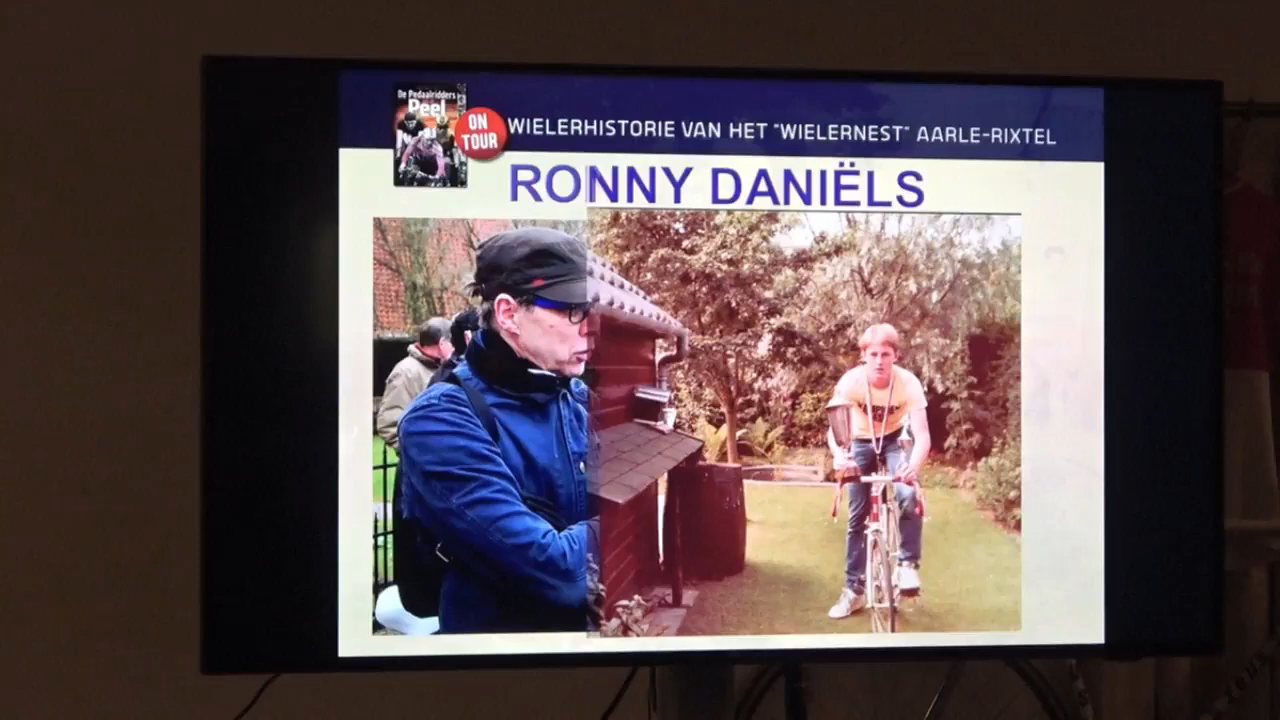 De Pedaalridders
Peel
ON
TOUR
WIELERHISTORIE VAN HET "WIELERNEST" AARLE-RIXTEL
RONNY DANIËLS